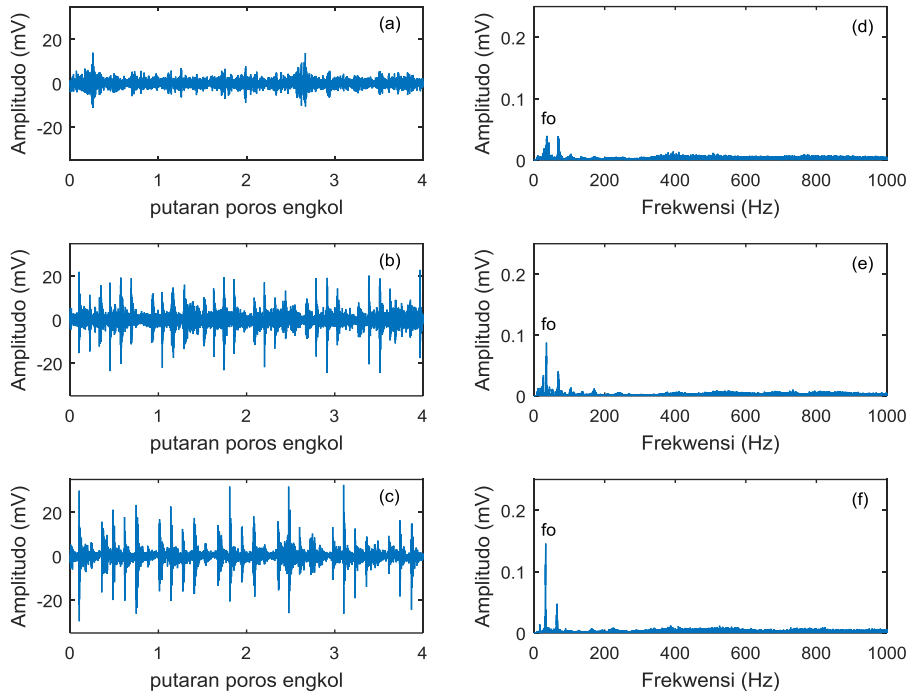 (a)
Amplitudo (mV)
20
0
-20
0 1 2 3 4
putaran poros engkol
(d)
Amplitudo (mV)
0.2
0.1
0
fo
0 200 400 600 800 1000
Frekwensi (Hz)
(b)
Amplitudo (mV)
20
0
-20
0 1 2 3 4
putaran poros engkol
(e)
Amplitudo (mV)
0.2
0.1
0
fo
0 200 400 600 800 1000
Frekwensi (Hz)
(c)
Amplitudo (mV)
20
0
-20
0 1 2 3 4
putaran poros engkol
(f)
Amplitudo (mV)
0.2
0.1
0
fo
0 200 400 600 800 1000
Frekwensi (Hz)